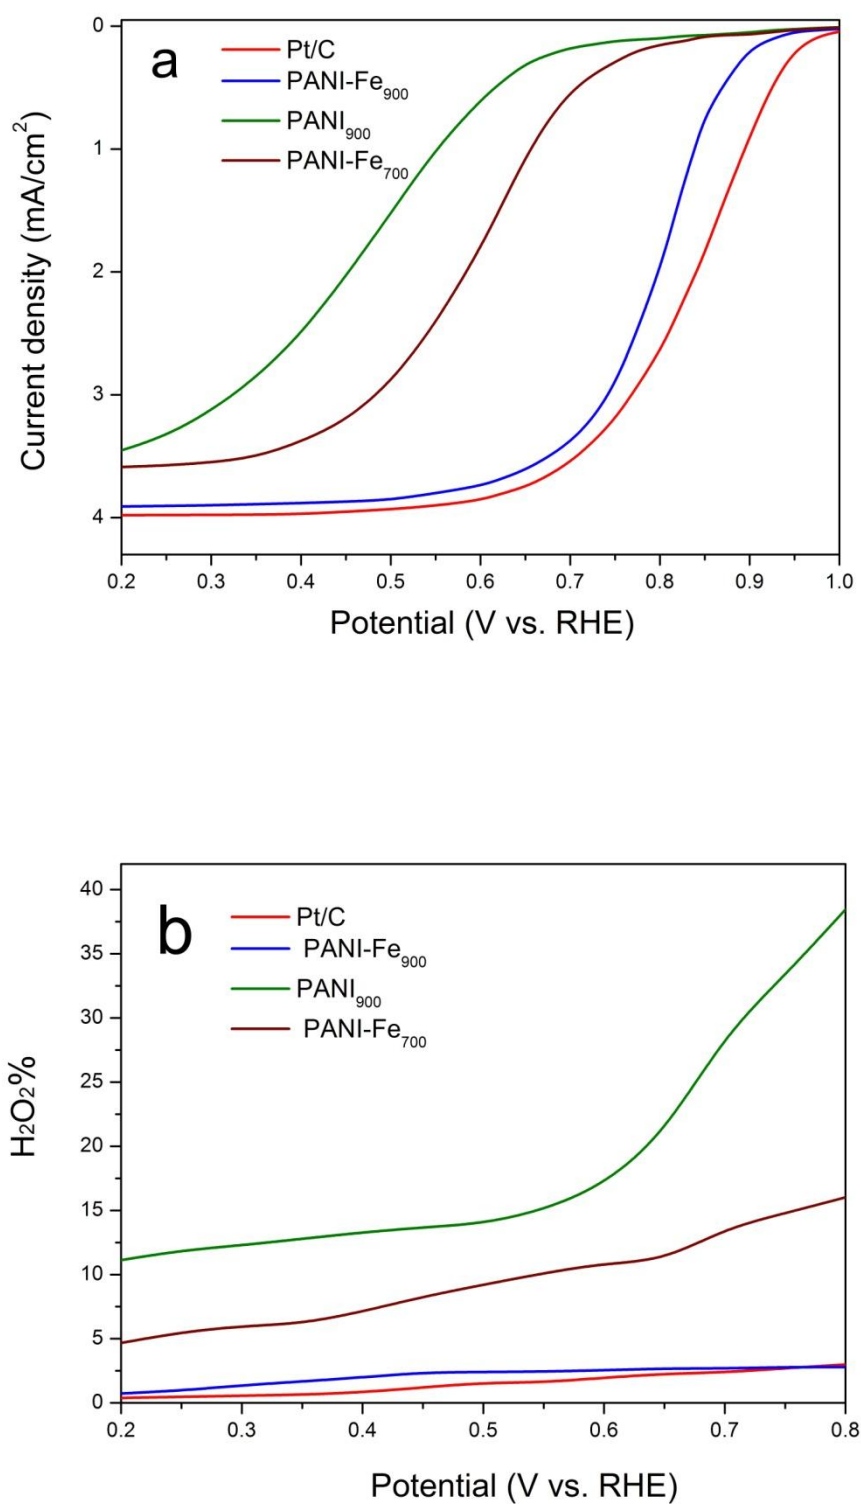 a
Pt/C
PANI-Fe₉₀₀
PANI₉₀₀
PANI-Fe₇₀₀
Current density (mA/cm²)
0
1
2
3
4
0.2 0.3 0.4 0.5 0.6 0.7 0.8 0.9 1.0
Potential (V vs. RHE)
b
Pt/C
PANI-Fe₉₀₀
PANI₉₀₀
PANI-Fe₇₀₀
H₂O₂%
40
35
30
25
20
15
10
5
0
0.2 0.3 0.4 0.5 0.6 0.7 0.8
Potential (V vs. RHE)